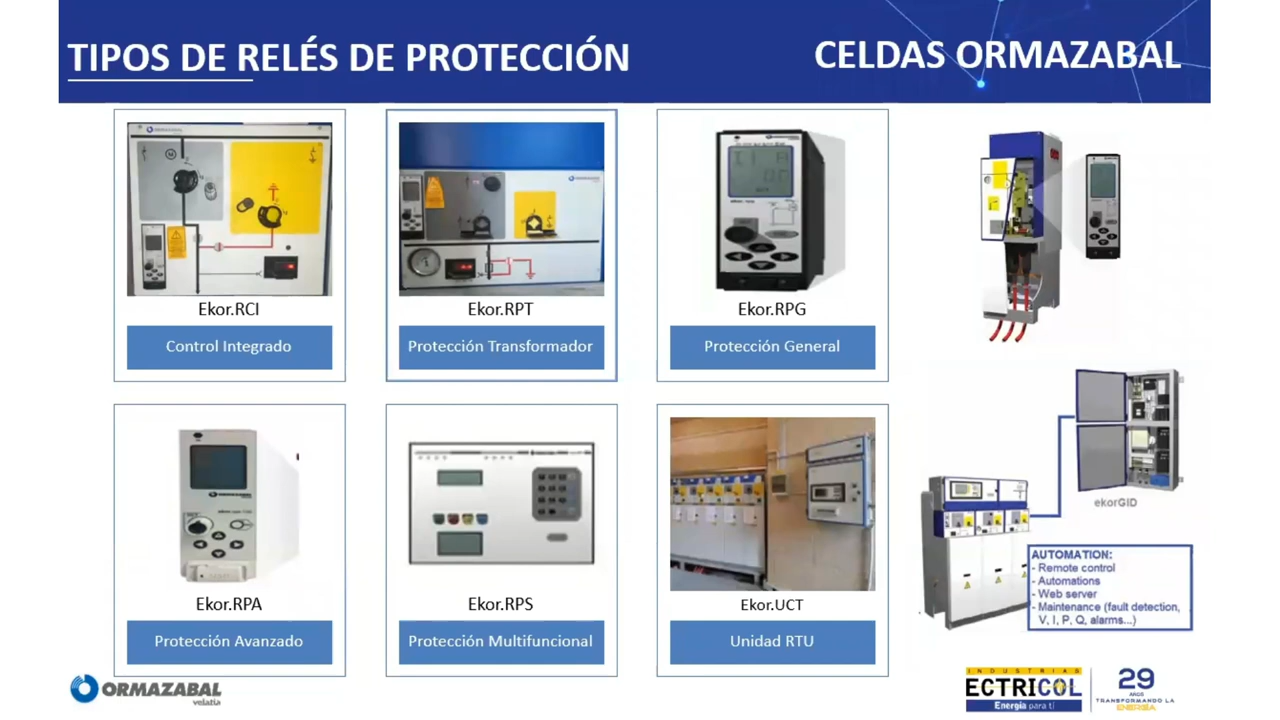 TIPOS DE RELÉS DE PROTECCIÓN
CELDAS ORMAZABAL
Ekor.RCI
Control Integrado
Ekor.RPT
Protección Transformador
Ekor.RPG
Protección General
Ekor.RPA
Protección Avanzado
Ekor.RPS
Protección Multifuncional
Ekor.UCT
Unidad RTU
ekorGID
AUTOMATION:
- Remote control
- Automations
- Web server
- Maintenance (fault detection,
V, I, P, Q, alarms...)
ORMAZABAL
velatia
INDUSTRIAS
ECTRICOL
Energía para ti
29
AÑOS
TRANSFORMANDO LA
ENERGÍA